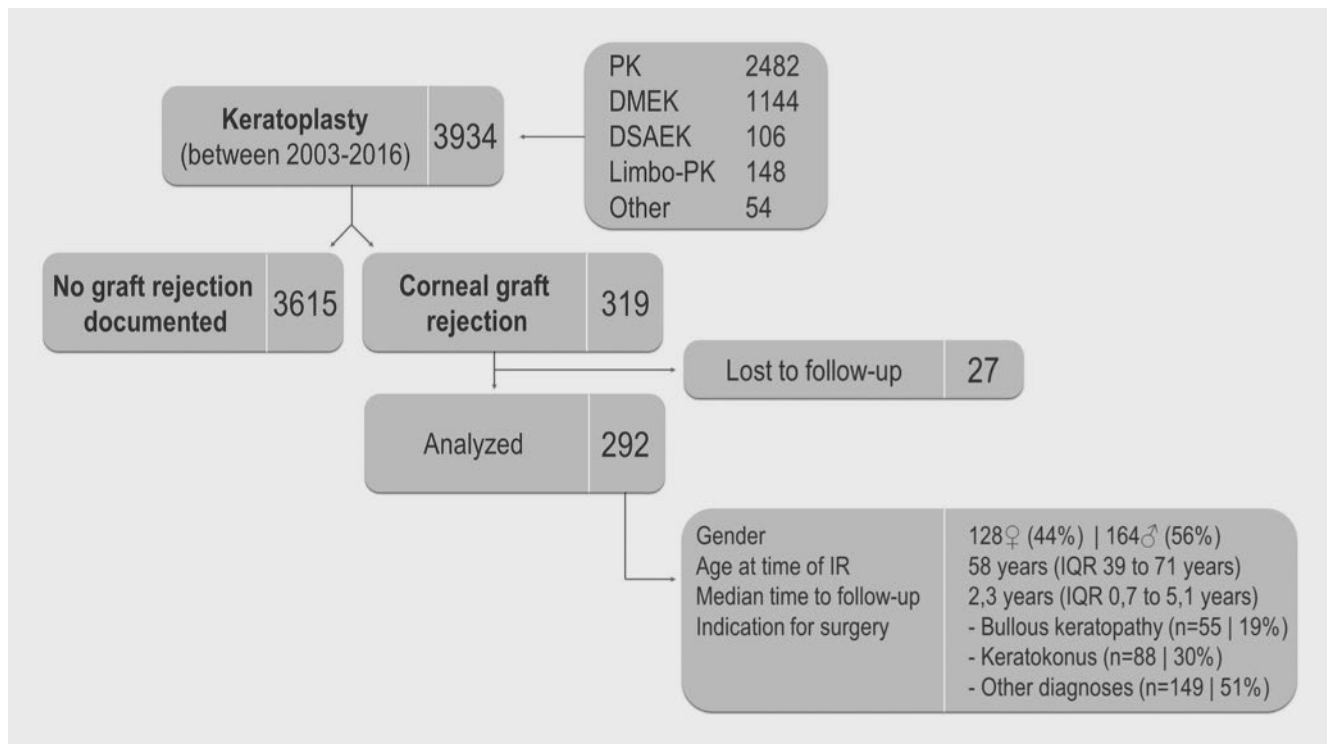 PK 2482
DMEK 1144
DSAEK 106
Limbo-PK 148
Other 54
Keratoplasty
(between 2003-2016)
3934
No graft rejection
documented
3615
Corneal graft
rejection
319
Lost to follow-up 27
Analyzed 292
Gender 128♀ (44%) | 164♂ (56%)
Age at time of IR 58 years (IQR 39 to 71 years)
Median time to follow-up 2,3 years (IQR 0,7 to 5,1 years)
Indication for surgery - Bullous keratopathy (n=55 | 19%)
- Keratokonus (n=88 | 30%)
- Other diagnoses (n=149 | 51%)